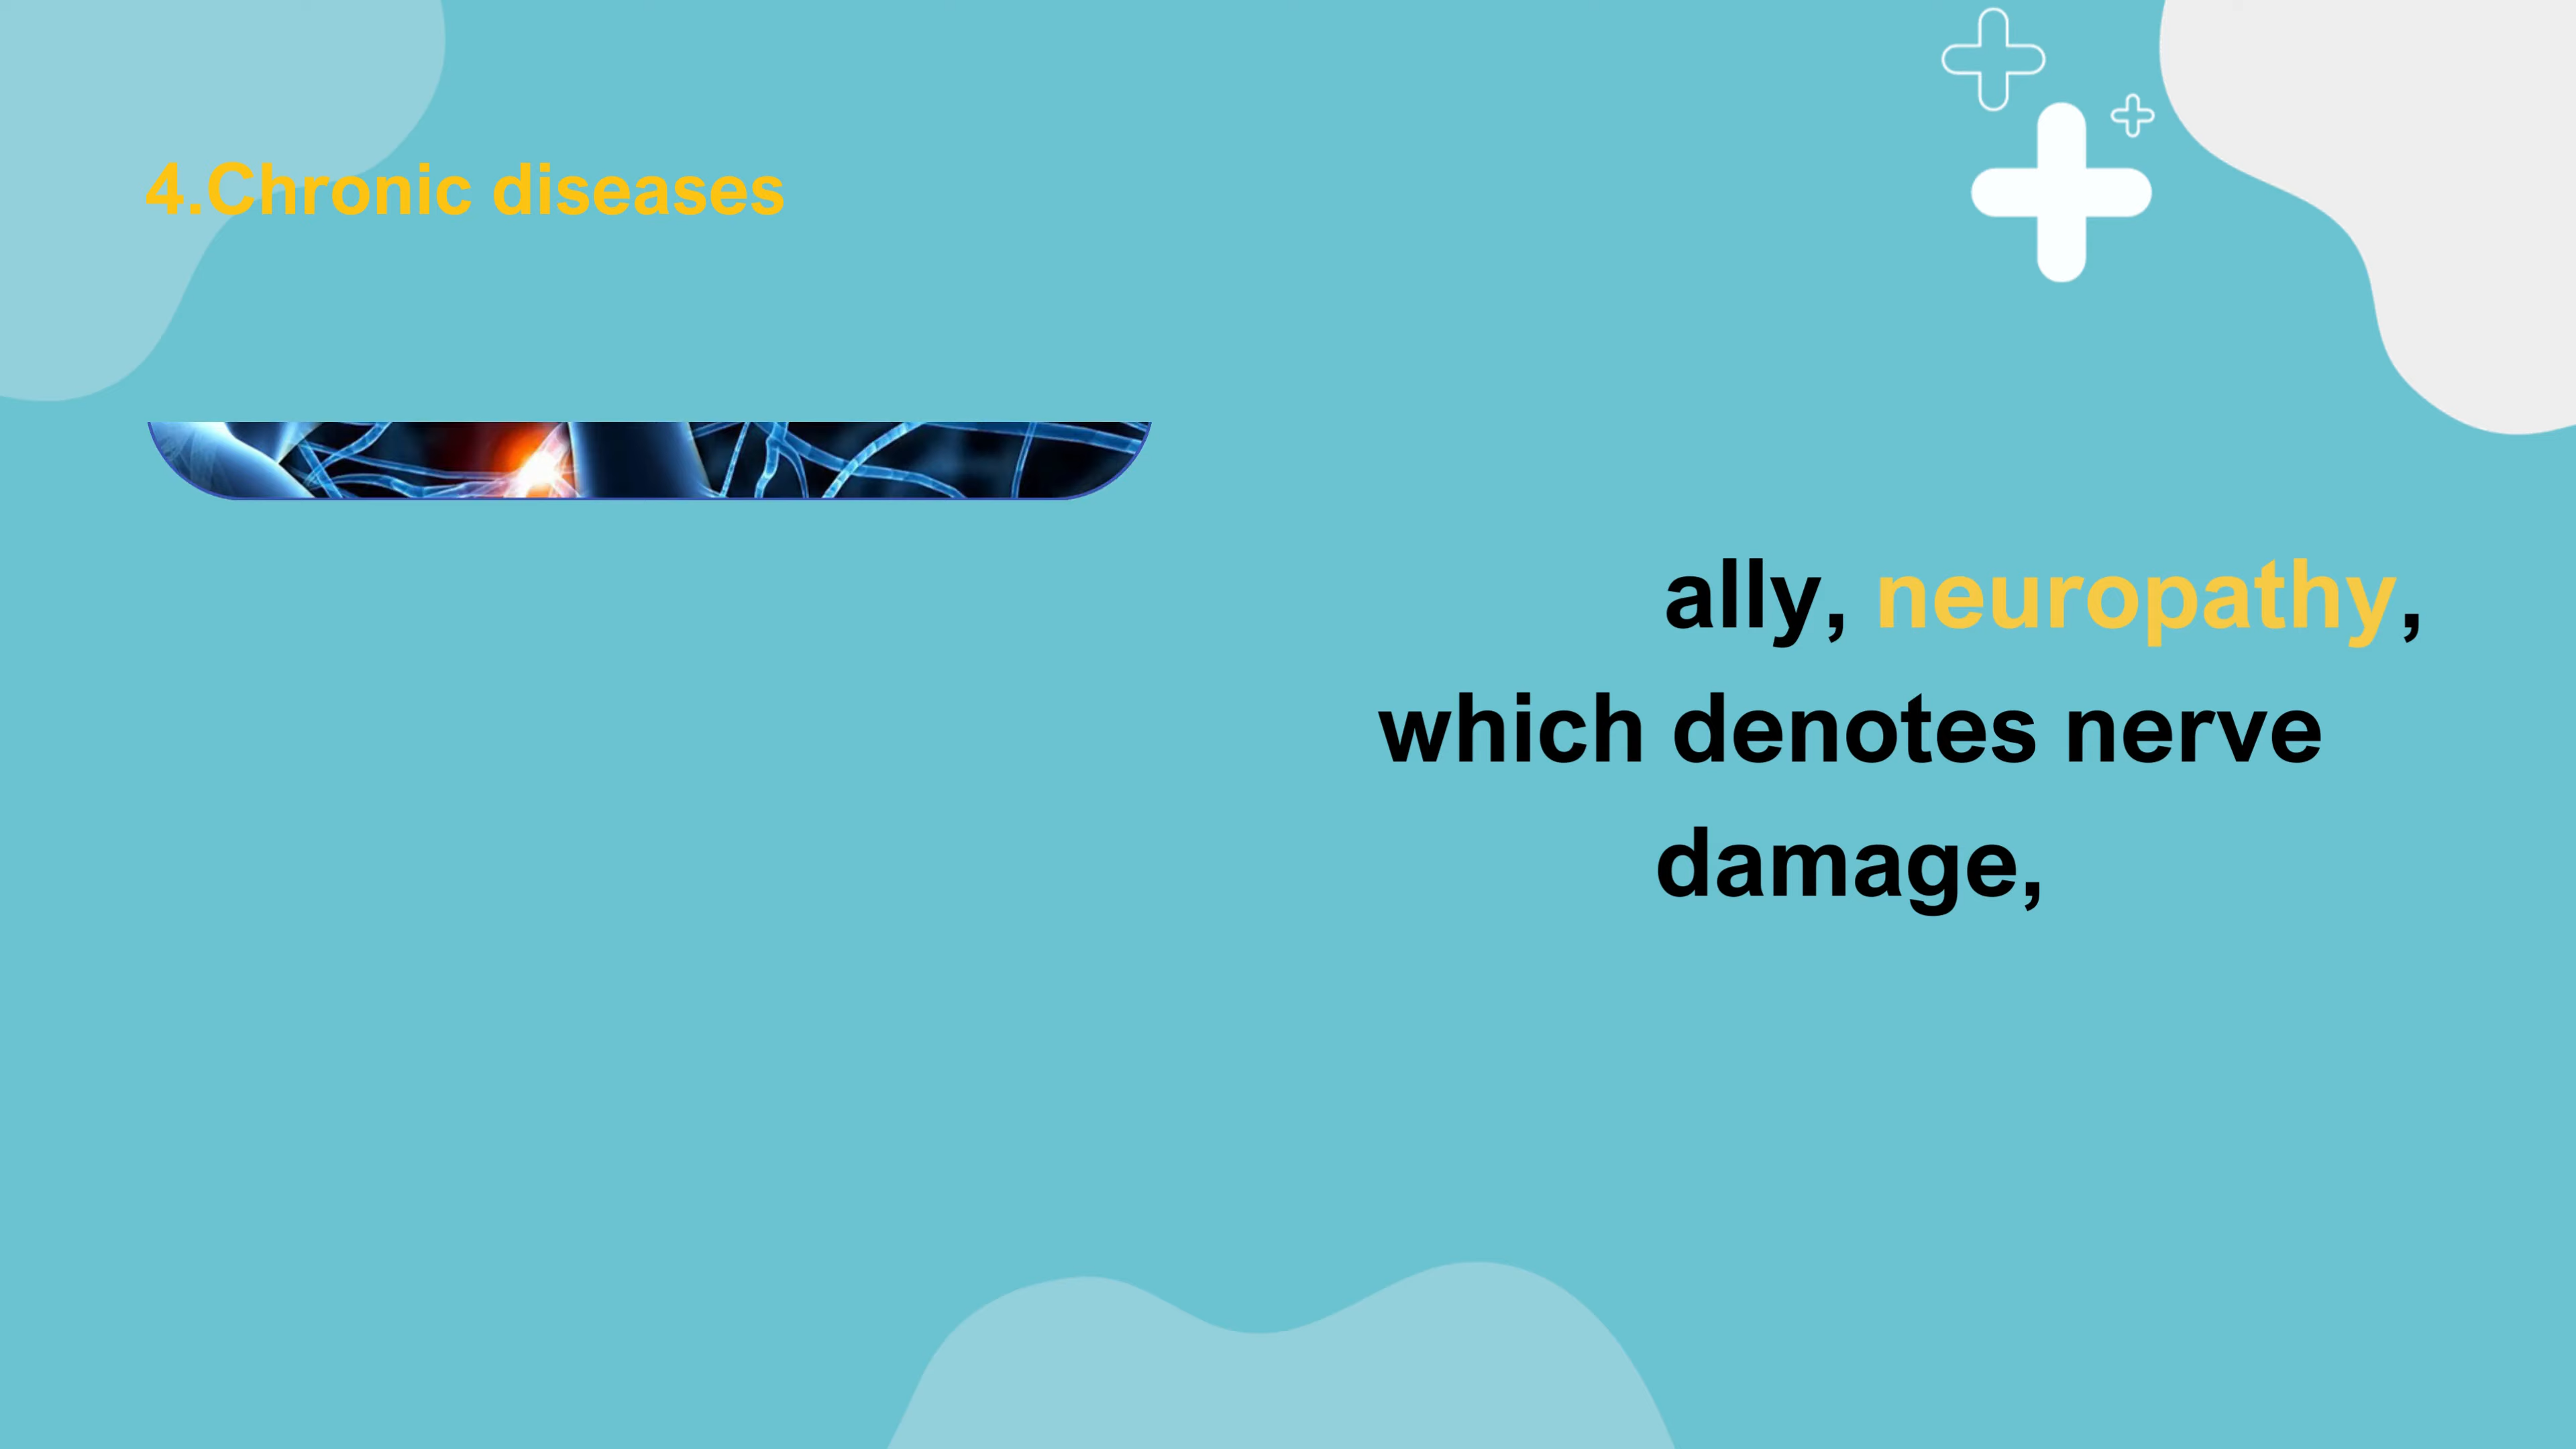 4.Chronic diseases
ally, neuropathy,
which denotes nerve
damage,